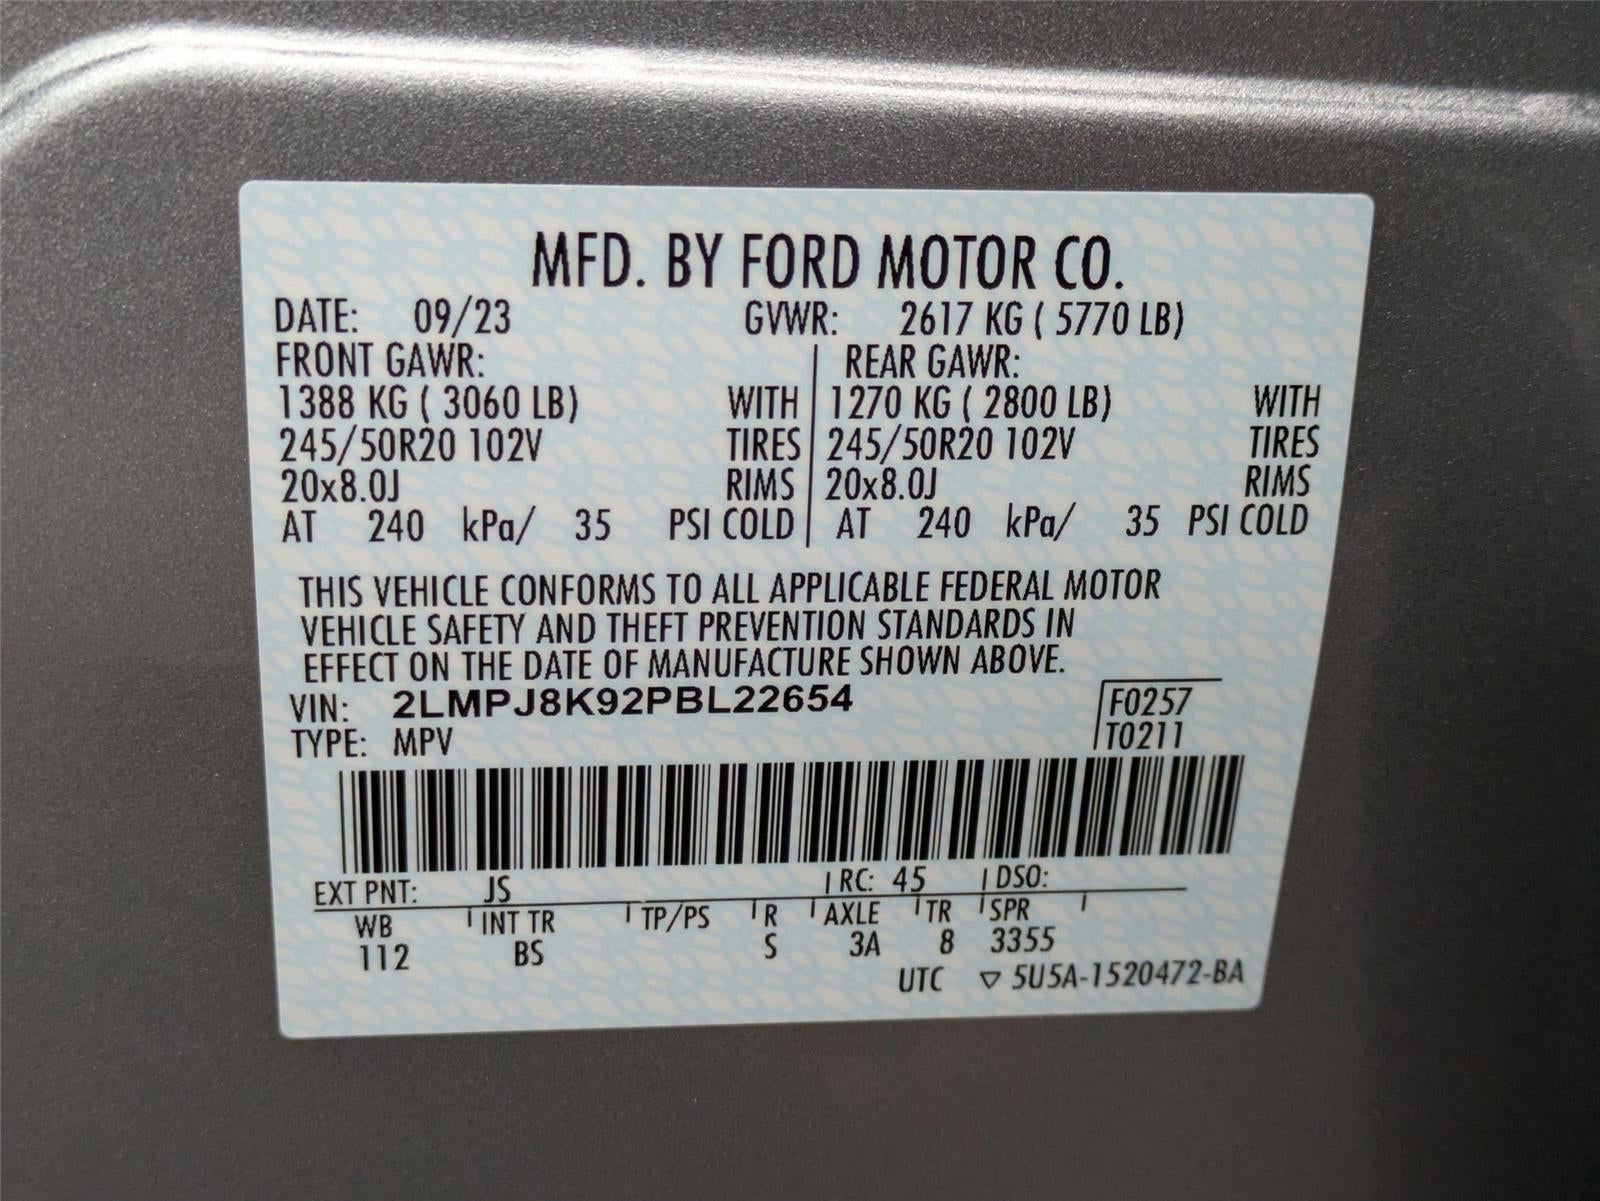 MFD. BY FORD MOTOR CO.
DATE: 09/23 GVWR: 2617 KG ( 5770 LB)
FRONT GAWR: REAR GAWR:
1388 KG ( 3060 LB) WITH 1270 KG ( 2800 LB) WITH
245/50R20 102V TIRES 245/50R20 102V TIRES
20x8.0J RIMS 20x8.0J RIMS
AT 240 kPa/ 35 PSI COLD AT 240 kPa/ 35 PSI COLD
THIS VEHICLE CONFORMS TO ALL APPLICABLE FEDERAL MOTOR
VEHICLE SAFETY AND THEFT PREVENTION STANDARDS IN
EFFECT ON THE DATE OF MANUFACTURE SHOWN ABOVE.
VIN: 2LMPJ8K92PBL22654 F0257
TYPE: MPV T0211
EXT PNT: JS RC: 45 DSO:
WB INT TR TP/PS R AXLE TR SPR
112 BS S 3A 8 3355
UTC ▽ 5U5A-1520472-BA